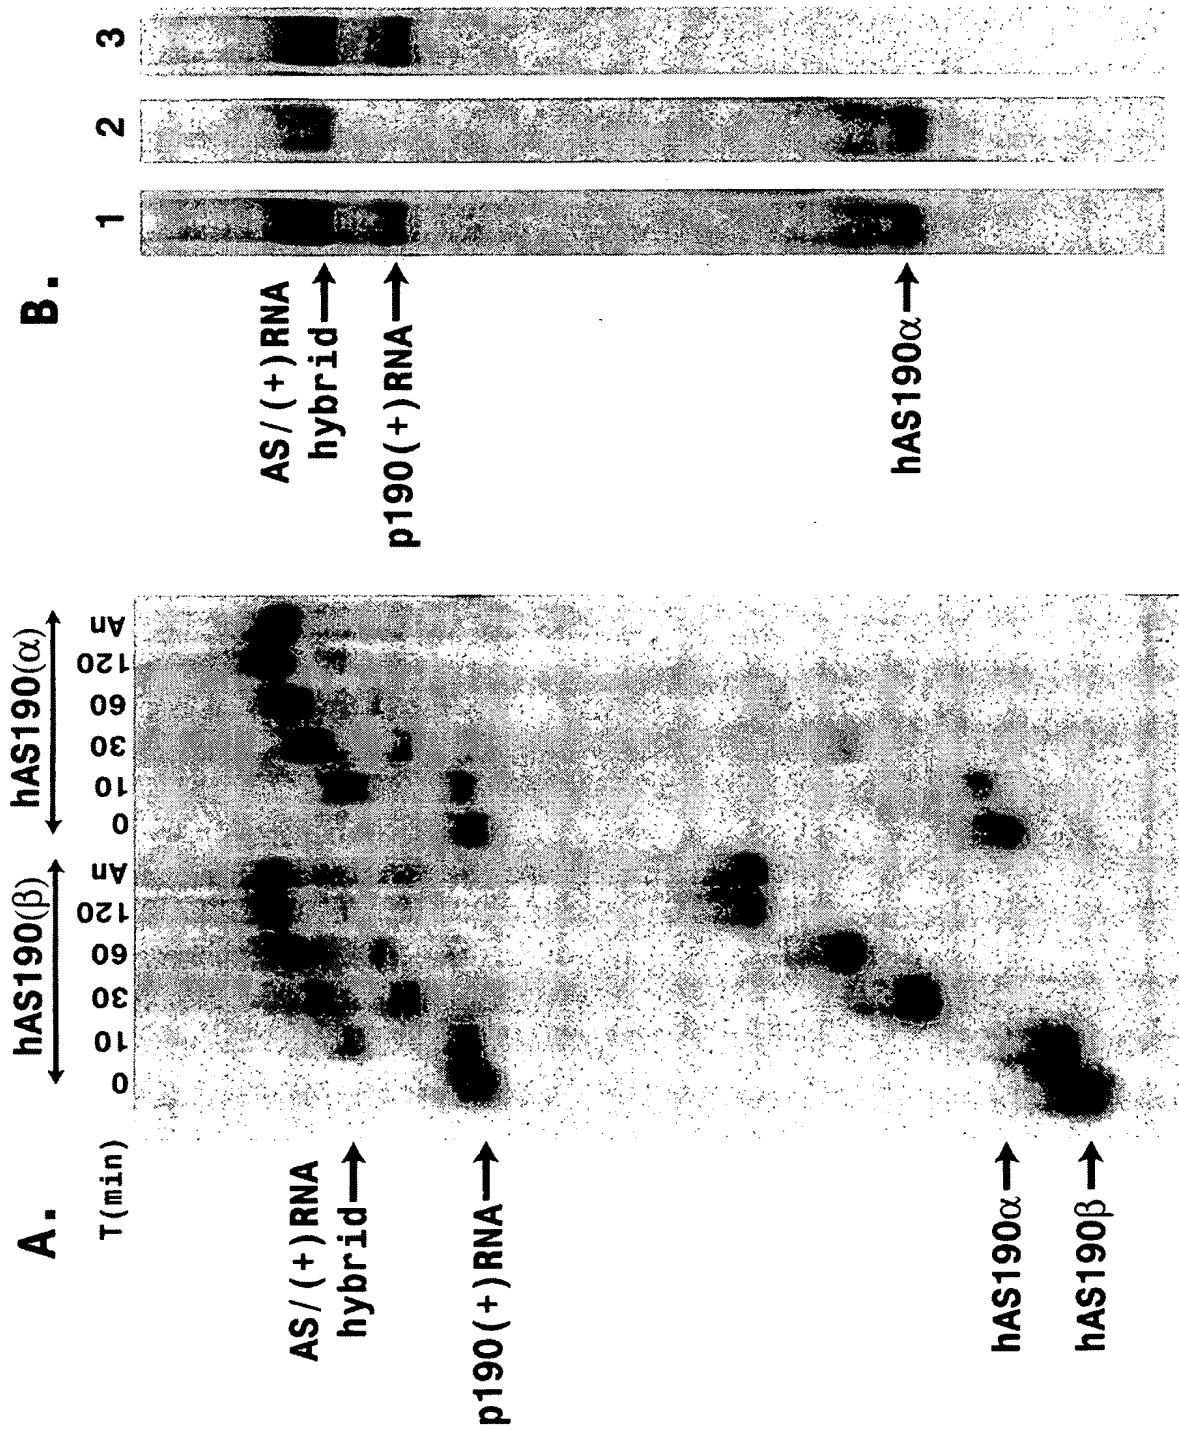 A.
hAS190(β)
hAS190(α)
T(min)
0 10 30 60 120 An 0 10 30 60 120 An
AS/(+)RNA
hybrid
p190(+)RNA
hAS190α
hAS190β
B.
1 2 3
AS/(+)RNA
hybrid
p190(+)RNA
hAS190α